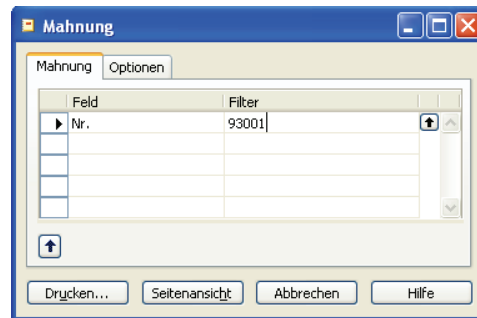 Mahnung
Mahnung Optionen
Feld Filter
Nr. 93001
Drucken... Seitenansicht Abbrechen Hilfe